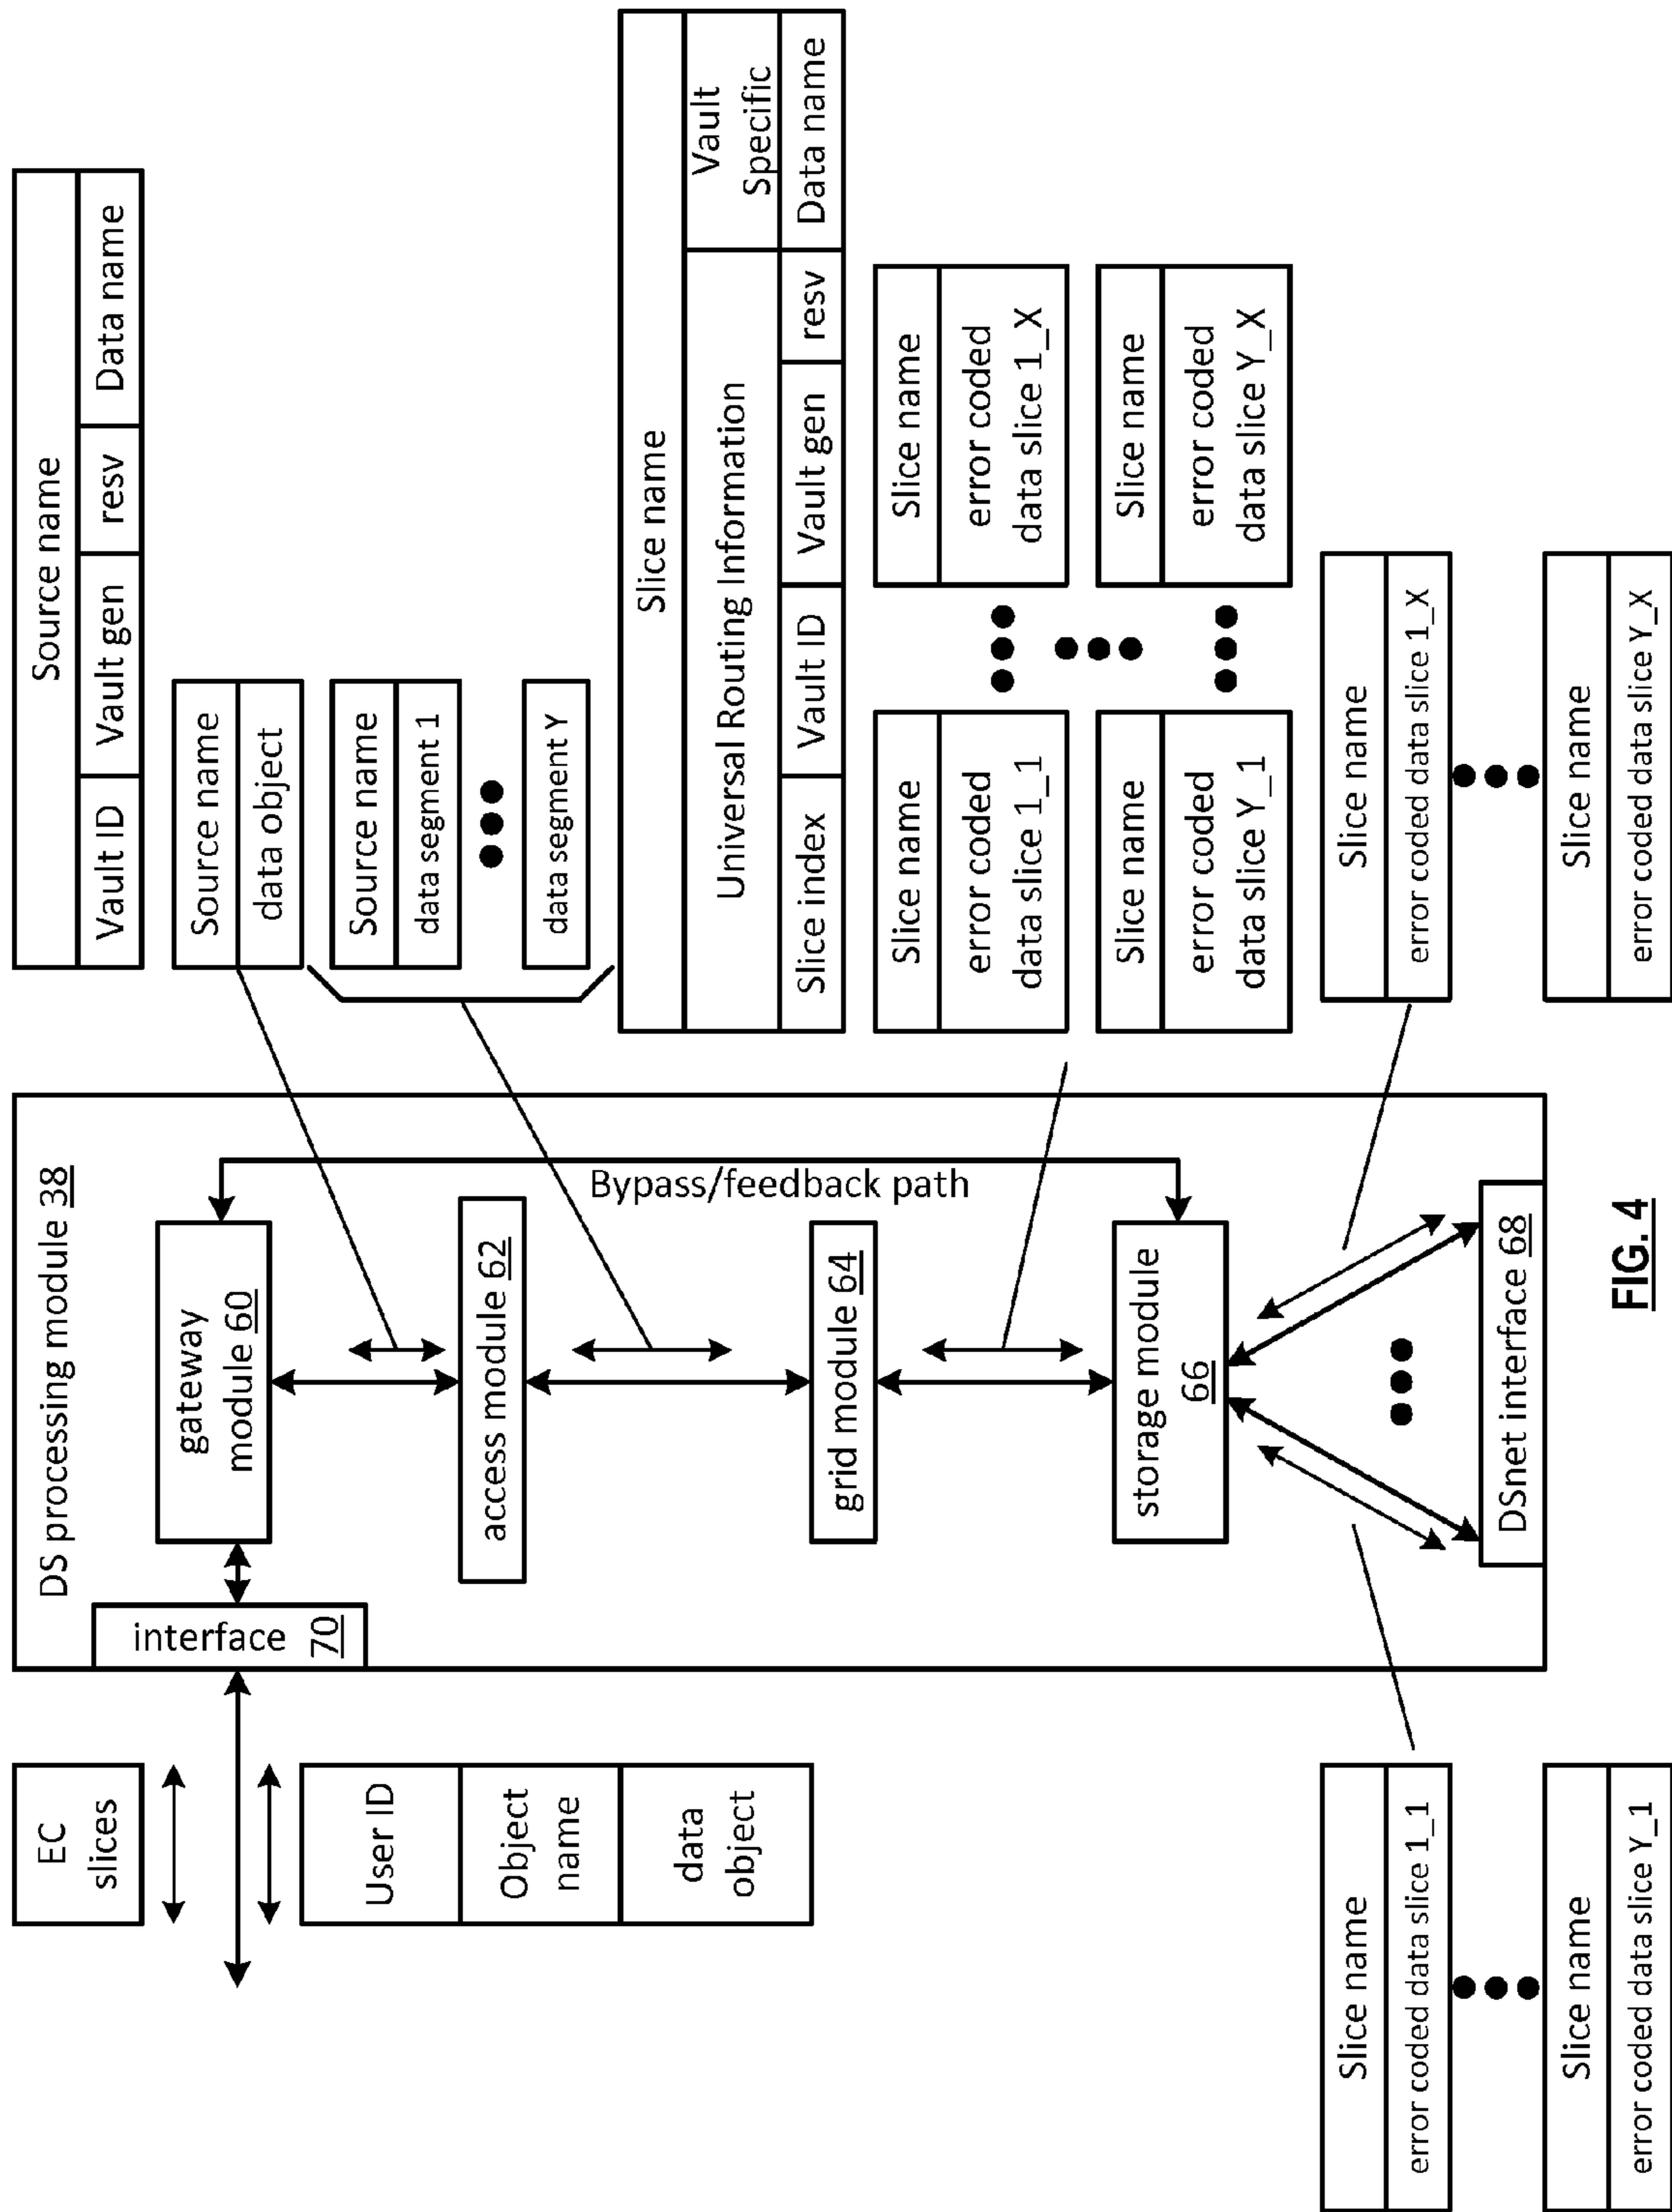 EC
slices
User ID
Object
name
data
object
DS processing module 38
interface 70
gateway
module 60
access module 62
Bypass/feedback path
grid module 64
storage module
66
DSnet interface 68
Source name
Vault ID
Vault gen
resv
Data name
Source name
data object
Source name
data segment 1
data segment Y
Slice name
Universal Routing Information
Vault
Specific
Slice index
Vault ID
Vault gen
resv
Data name
Slice name
error coded
data slice 1_1
Slice name
error coded
data slice 1_X
Slice name
error coded
data slice Y_1
Slice name
error coded
data slice Y_X
Slice name
error coded data slice 1_1
Slice name
error coded data slice Y_1
Slice name
error coded data slice 1_X
Slice name
error coded data slice Y_X
FIG. 4